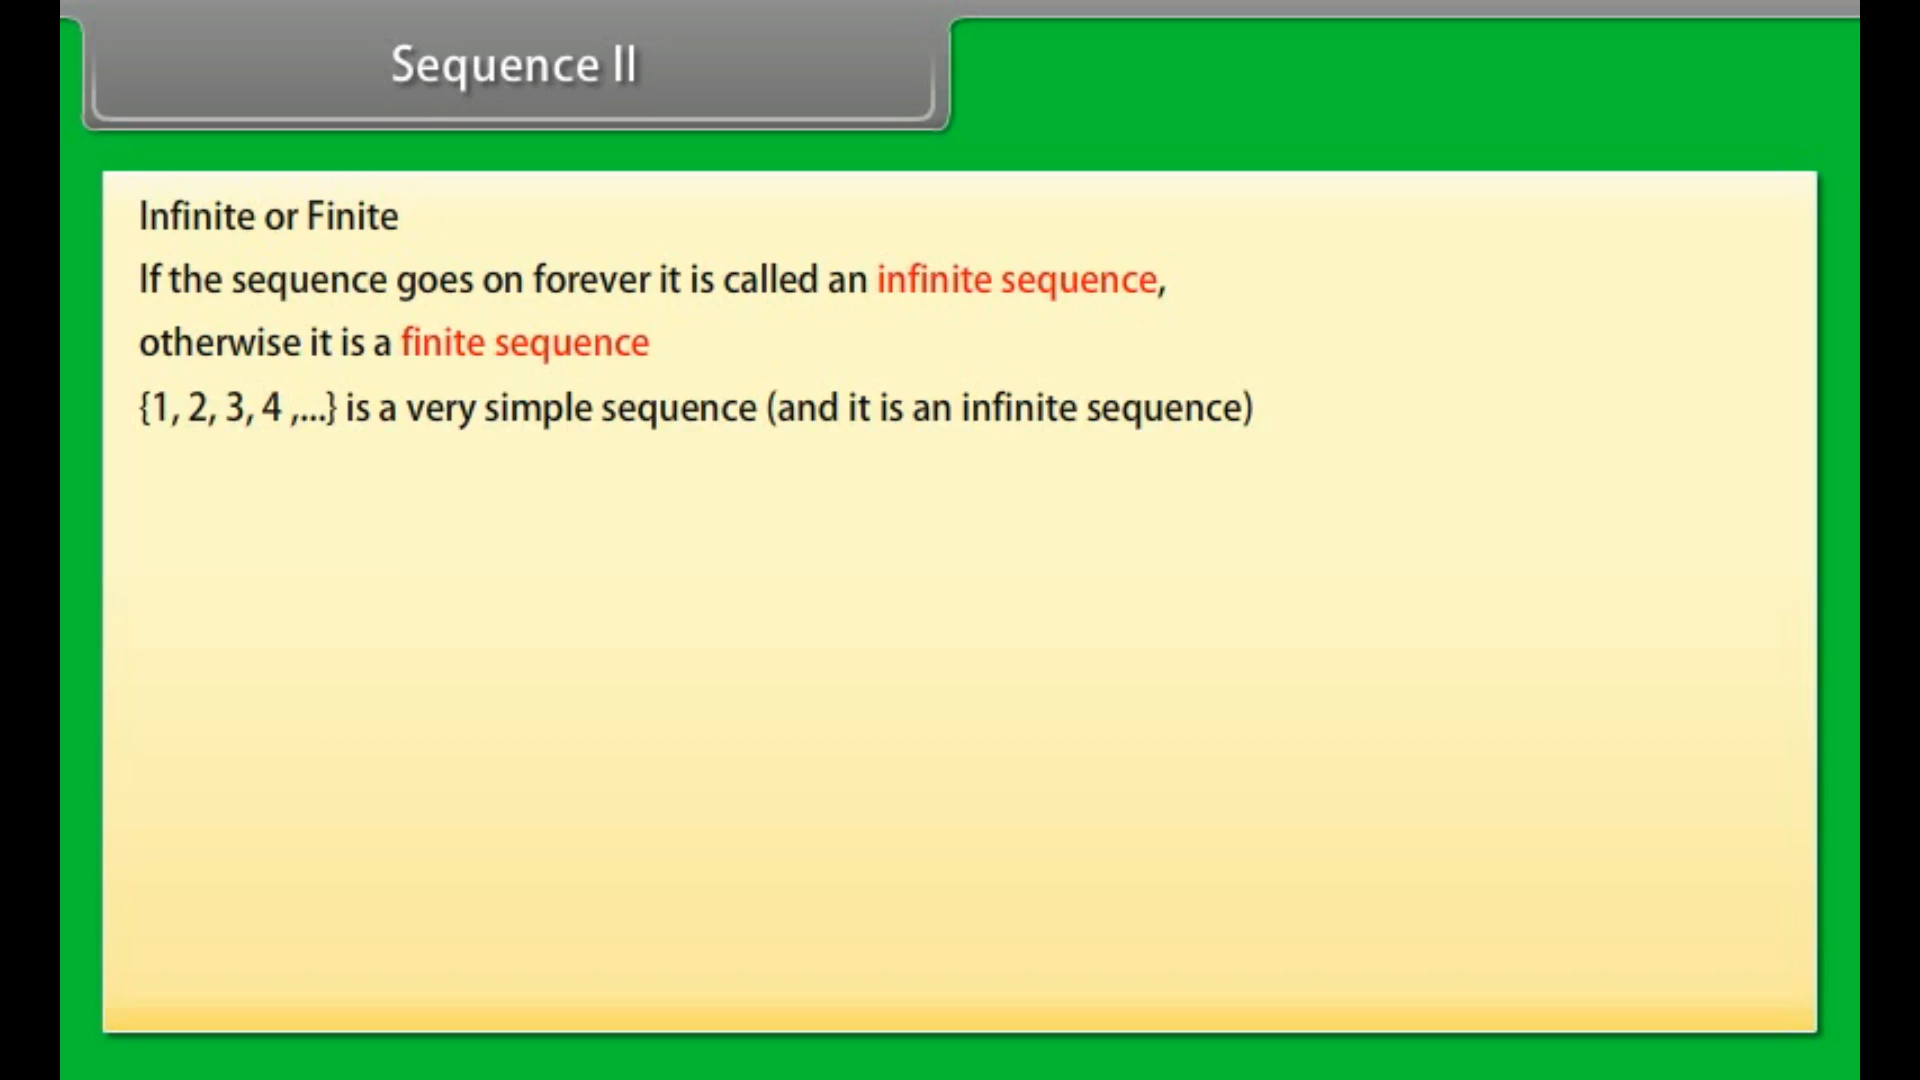 Sequence II
Infinite or Finite
If the sequence goes on forever it is called an infinite sequence,
otherwise it is a finite sequence
{1, 2, 3, 4 ,...} is a very simple sequence (and it is an infinite sequence)